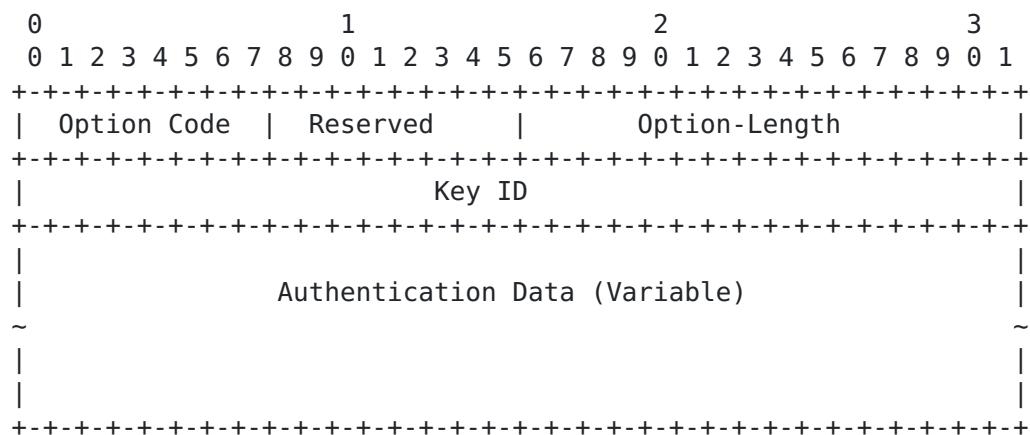 0                   1                   2                   3
 0 1 2 3 4 5 6 7 8 9 0 1 2 3 4 5 6 7 8 9 0 1 2 3 4 5 6 7 8 9 0 1
+-+-+-+-+-+-+-+-+-+-+-+-+-+-+-+-+-+-+-+-+-+-+-+-+-+-+-+-+-+-+-+-+
|  Option Code  |  Reserved     |       Option-Length           |
+-+-+-+-+-+-+-+-+-+-+-+-+-+-+-+-+-+-+-+-+-+-+-+-+-+-+-+-+-+-+-+-+
|                          Key ID                               |
+-+-+-+-+-+-+-+-+-+-+-+-+-+-+-+-+-+-+-+-+-+-+-+-+-+-+-+-+-+-+-+-+
|                                                               |
|                Authentication Data (Variable)                 |
~                                                               ~
|                                                               |
|                                                               |
+-+-+-+-+-+-+-+-+-+-+-+-+-+-+-+-+-+-+-+-+-+-+-+-+-+-+-+-+-+-+-+-+